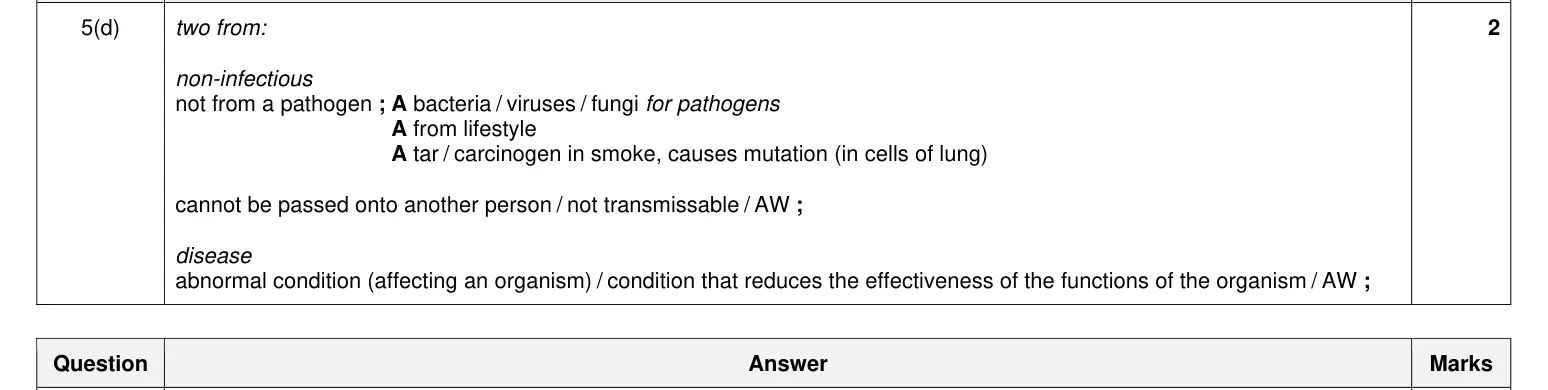 5(d) two from: 2
non-infectious
not from a pathogen ; A bacteria / viruses / fungi for pathogens
A from lifestyle
A tar / carcinogen in smoke, causes mutation (in cells of lung)
cannot be passed onto another person / not transmissable / AW ;
disease
abnormal condition (affecting an organism) / condition that reduces the effectiveness of the functions of the organism / AW ;
Question Answer Marks